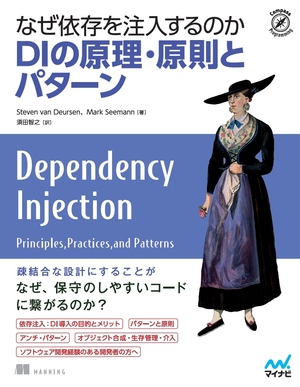 なぜ依存を注入するのか
DIの原理・原則と
パターン
Compass
Programming
Steven van Deursen、Mark Seemann（著）
須田智之（訳）
Dependency
Injection
Principles,Practices,and Patterns
疎結合な設計にすることが
なぜ、保守のしやすいコード
に繋がるのか？
依存注入：DI導入の目的とメリット
パターンと原則
アンチ・パターン
オブジェクト合成・生存管理・介入
ソフトウェア開発経験のある開発者の方へ
MANNING
マイナビ